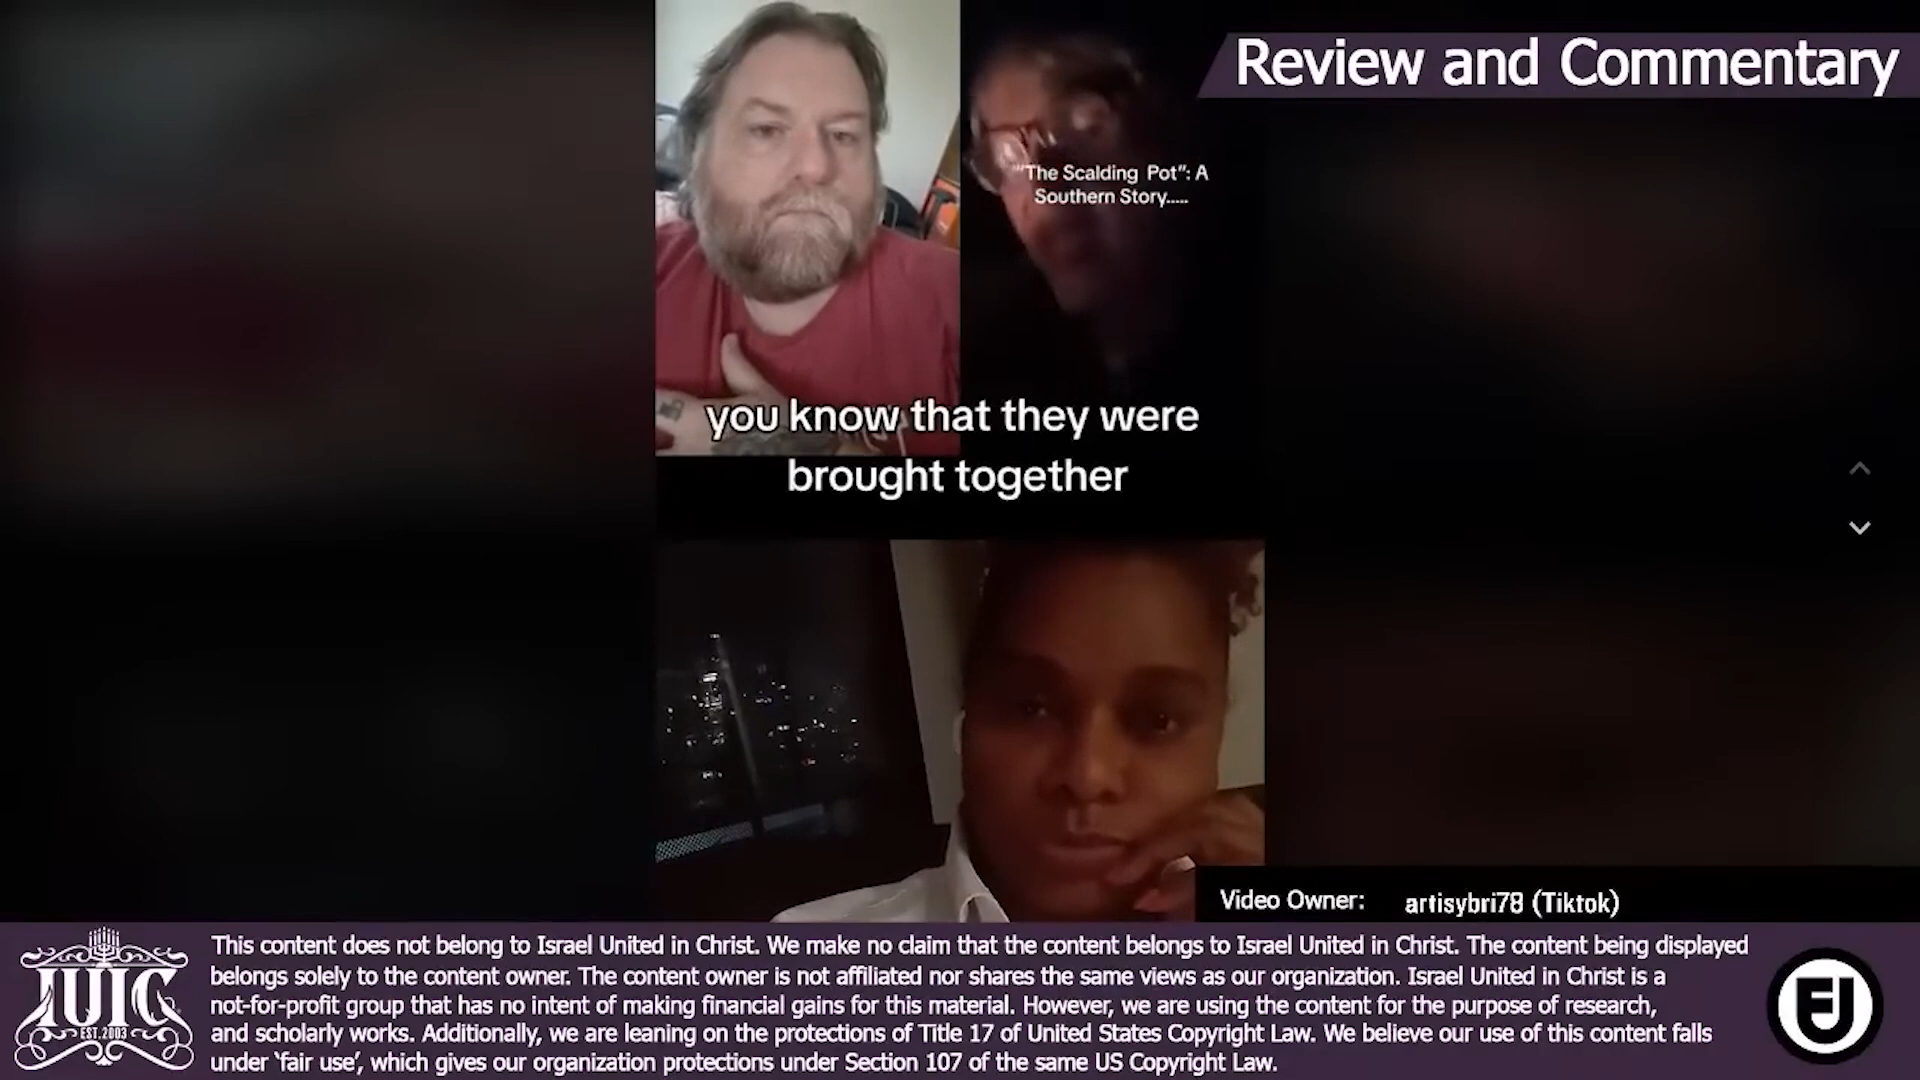 Review and Commentary
"The Scalding Pot": A
Southern Story.....
you know that they were
brought together
Video Owner: artisybri78 (Tiktok)
IUIC
EST. 2003
This content does not belong to Israel United in Christ. We make no claim that the content belongs to Israel United in Christ. The content being displayed
belongs solely to the content owner. The content owner is not affiliated nor shares the same views as our organization. Israel United in Christ is a
not-for-profit group that has no intent of making financial gains for this material. However, we are using the content for the purpose of research,
and scholarly works. Additionally, we are leaning on the protections of Title 17 of United States Copyright Law. We believe our use of this content falls
under 'fair use', which gives our organization protections under Section 107 of the same US Copyright Law.